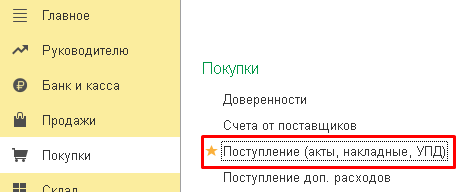 Главное
Руководителю
Банк и касса
Продажи
Покупки
Склад
Покупки
Доверенности
Счета от поставщиков
Поступление (акты, накладные, УПД)
Поступление доп. расходов